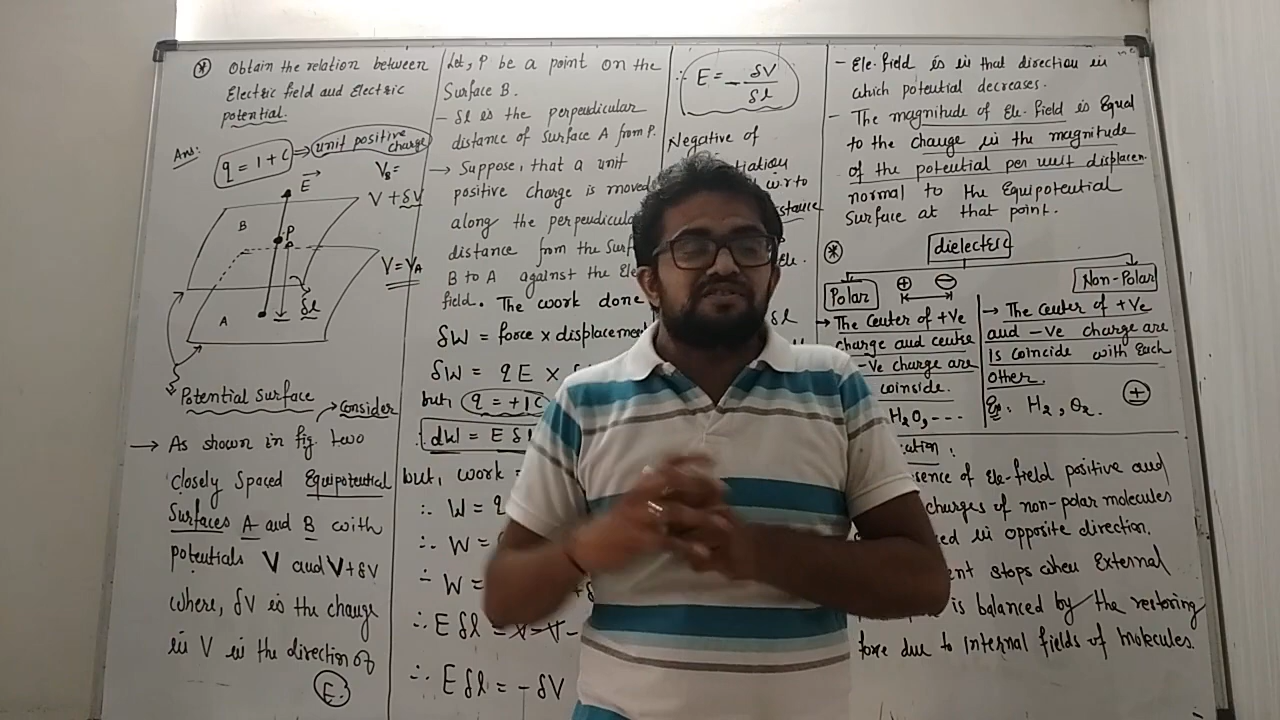 * Obtain the relation between
Electric field and Electric
potential.
Ans:
q = 1+C ⇒ unit positive
charge
V_B =
E
V + δV
B
P
V = V_A
A
δl
Potential Surface
Consider
→ As shown in fig. two
Closely Spaced Equipotential
Surfaces A and B with
potentials V and V+δV
Where, δV is the change
in V in the direction of
E.
Let, P be a point on the
Surface B.
- δl is the perpendicular
distance of Surface A from P.
→ Suppose, that a unit
positive charge is moved
along the
distance from the
B to A against the
field. The work done
δW = force x displacement
δW = qE x
but, q = +1C
∴ dW = E
but, work =
∴ W =
∴ W =
∴ W =
∴ E δl = V - V -
∴ E δl = - δV
∴ E = - δV
δl
Negative of
w.r to
Ele.
δl
- Ele. field is in that direction in
which potential decreases.
- The magnitude of Ele. field is Equal
to the change in the magnitude
of the potential per unit displacem.
normal to the Equipotential
Surface at that point.
* dielectric
Polar
+ -
Non-Polar
→ The Center of +Ve
charge and centre
-Ve charge are
coinside.
H2O, ---
→ The Center of +Ve
and -Ve charge are
is coincide with Each
other.
Eg: H2, O2.
+
of Ele-field positive and
charges of non-polar molecules
in opposite direction.
stops when External
is balanced by the restoring
force due to internal fields of molecules.